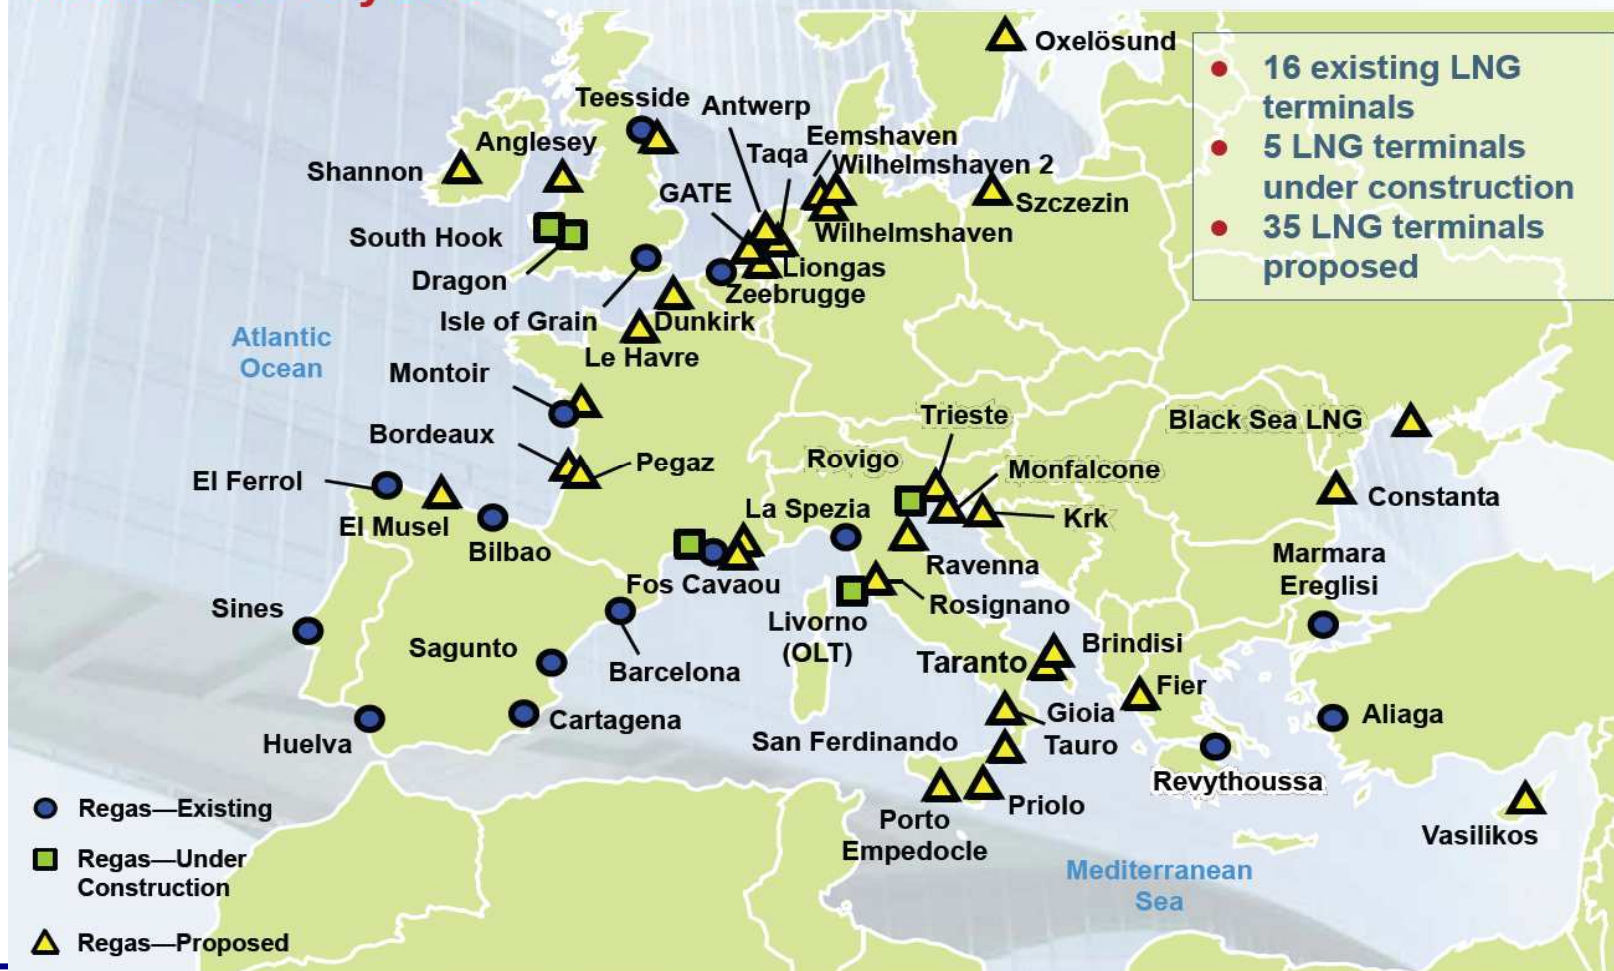 Oxelösund
16 existing LNG
terminals
5 LNG terminals
under construction
35 LNG terminals
proposed
Teesside
Antwerp
Anglesey
Eemshaven
Taqa
Wilhelmshaven 2
Shannon
GATE
Szczezin
South Hook
Wilhelmshaven
Dragon
Liongas
Zeebrugge
Isle of Grain
Dunkirk
Atlantic
Ocean
Le Havre
Montoir
Trieste
Black Sea LNG
Bordeaux
Pegaz
Rovigo
Monfalcone
El Ferrol
Constanta
La Spezia
Krk
El Musel
Bilbao
Marmara
Ereglisi
Ravenna
Fos Cavaou
Rosignano
Sines
Livorno
(OLT)
Sagunto
Barcelona
Brindisi
Taranto
Fier
Cartagena
Gioia
Tauro
Aliaga
Huelva
San Ferdinando
Revythoussa
Priolo
Porto
Empedocle
Vasilikos
Mediterranean
Sea
Regas—Existing
Regas—Under
Construction
Regas—Proposed